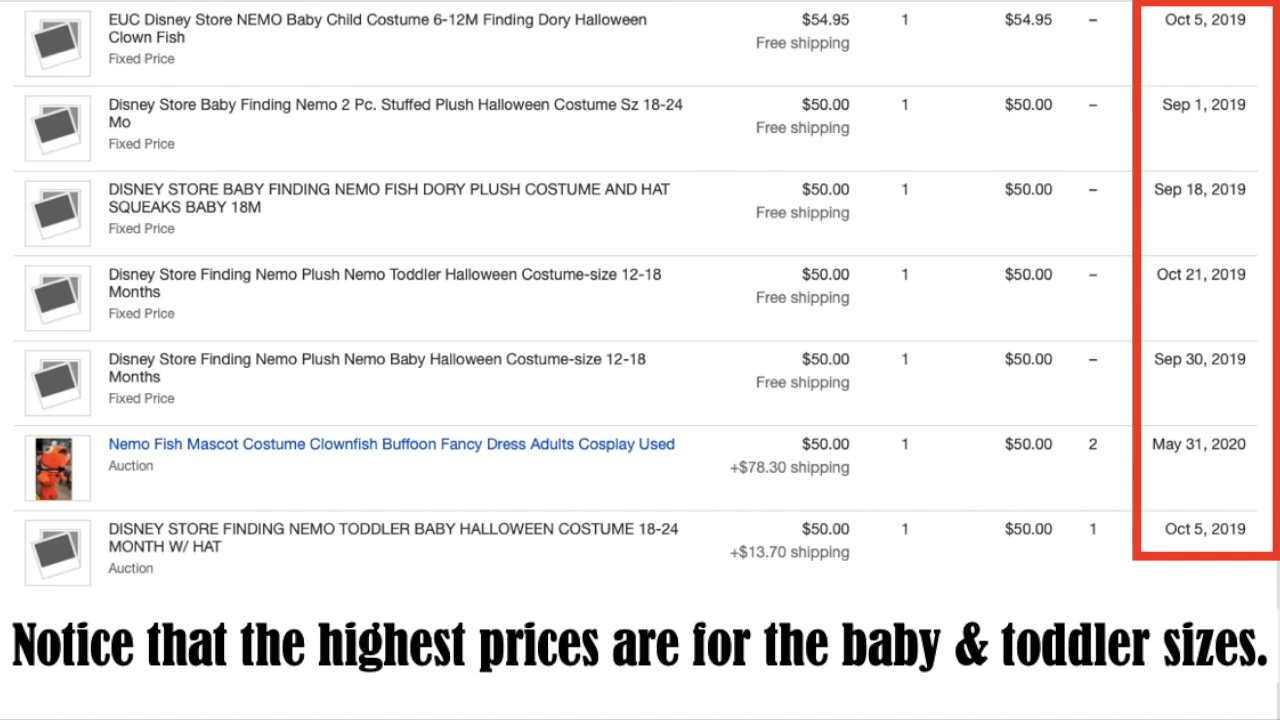 EUC Disney Store NEMO Baby Child Costume 6-12M Finding Dory Halloween $54.95 1 $54.95 – Oct 5, 2019
Clown Fish Free shipping
Fixed Price
Disney Store Baby Finding Nemo 2 Pc. Stuffed Plush Halloween Costume Sz 18-24 $50.00 1 $50.00 – Sep 1, 2019
Mo Free shipping
Fixed Price
DISNEY STORE BABY FINDING NEMO FISH DORY PLUSH COSTUME AND HAT $50.00 1 $50.00 – Sep 18, 2019
SQUEAKS BABY 18M Free shipping
Fixed Price
Disney Store Finding Nemo Plush Nemo Toddler Halloween Costume-size 12-18 $50.00 1 $50.00 – Oct 21, 2019
Months Free shipping
Fixed Price
Disney Store Finding Nemo Plush Nemo Baby Halloween Costume-size 12-18 $50.00 1 $50.00 – Sep 30, 2019
Months Free shipping
Fixed Price
Nemo Fish Mascot Costume Clownfish Buffoon Fancy Dress Adults Cosplay Used $50.00 1 $50.00 2 May 31, 2020
Auction +$78.30 shipping
DISNEY STORE FINDING NEMO TODDLER BABY HALLOWEEN COSTUME 18-24 $50.00 1 $50.00 1 Oct 5, 2019
MONTH W/ HAT +$13.70 shipping
Auction
Notice that the highest prices are for the baby & toddler sizes.